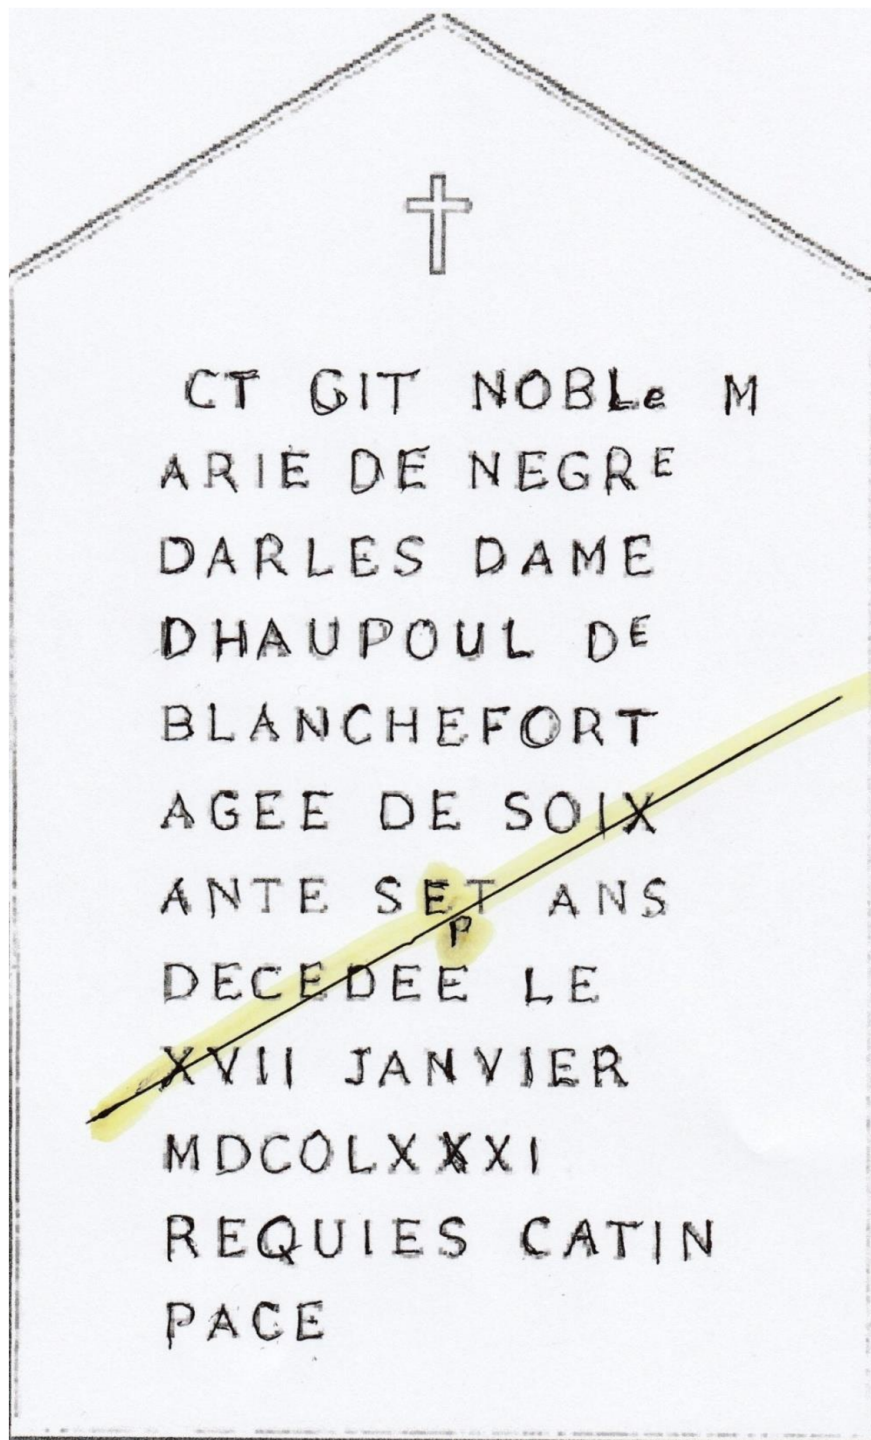 CT GIT NOBLe M
ARIE DE NEGRE
DARLES DAME
DHAUPOUL DE
BLANCHEFORT
AGEE DE SOIX
ANTE SET ANS
P
DECEDEE LE
XVII JANVIER
MDCOLXXXI
REQUIES CATIN
PACE